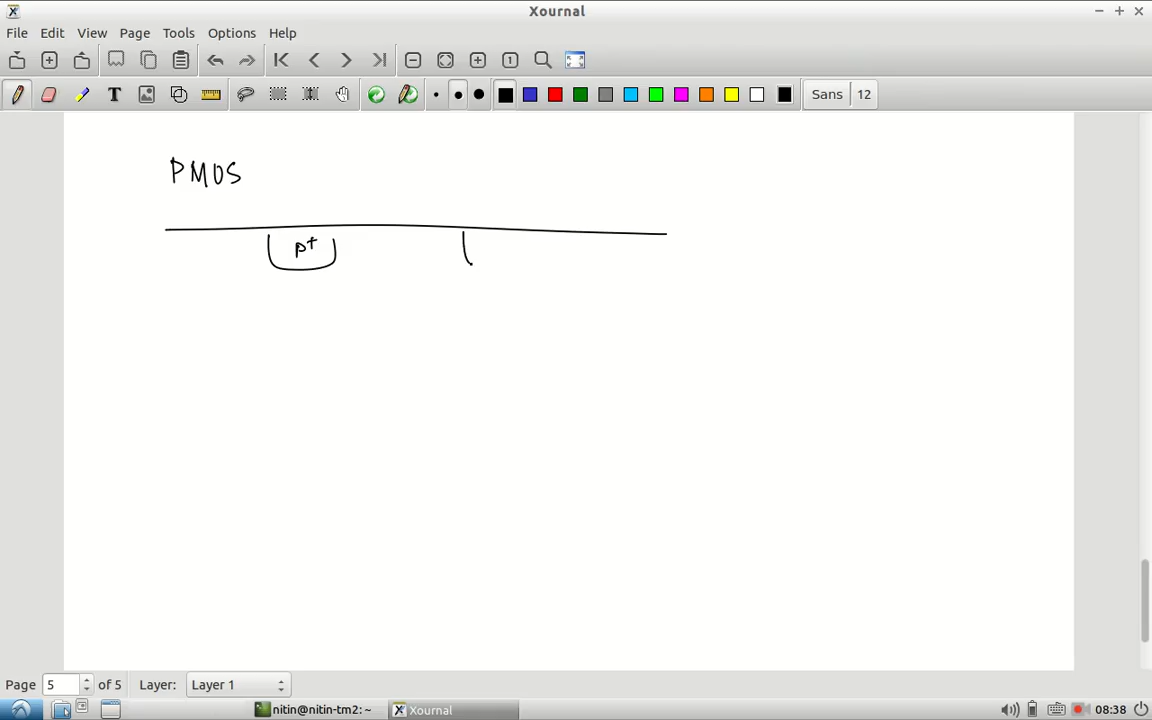 Xournal
File Edit View Page Tools Options Help
Sans 12
PMOS
p+
Page 5 of 5 Layer: Layer 1
nitin@nitin-tm2: ~ Xournal 08:38